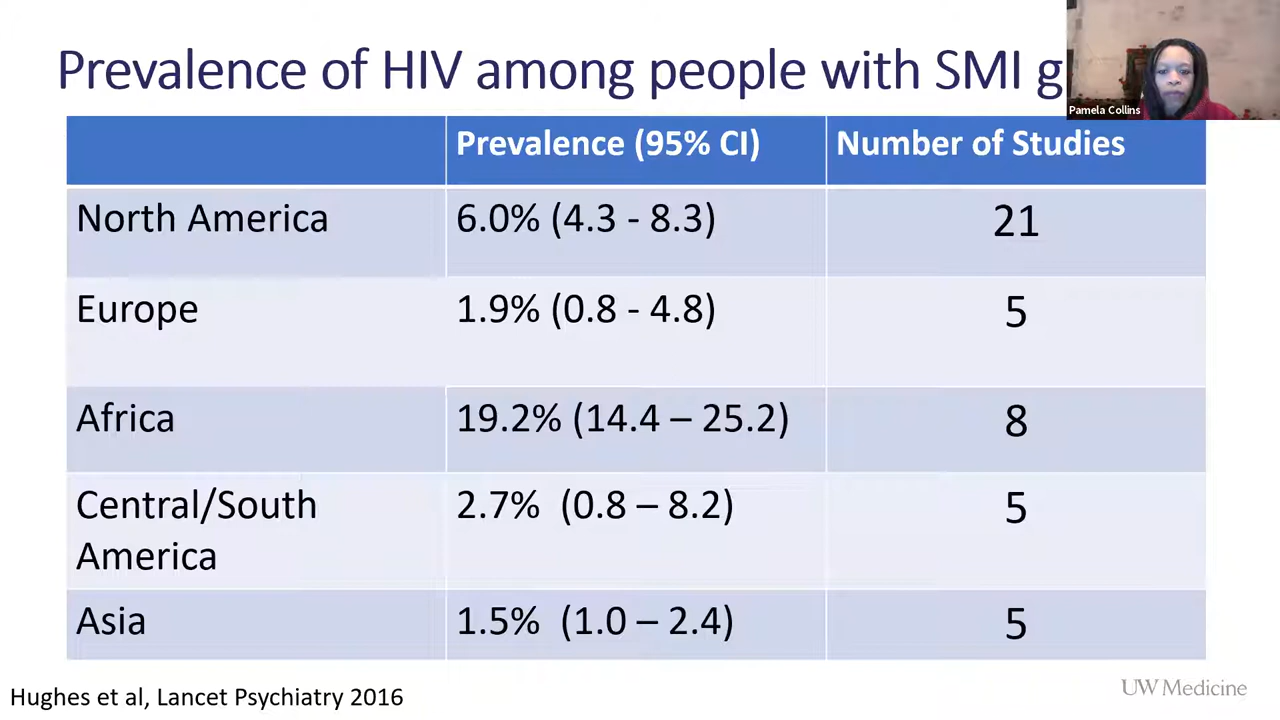 Prevalence of HIV among people with SMI g
Pamela Collins
Prevalence (95% CI) Number of Studies
North America 6.0% (4.3 - 8.3) 21
Europe 1.9% (0.8 - 4.8) 5
Africa 19.2% (14.4 – 25.2) 8
Central/South 2.7% (0.8 – 8.2) 5
America
Asia 1.5% (1.0 – 2.4) 5
Hughes et al, Lancet Psychiatry 2016
UW Medicine